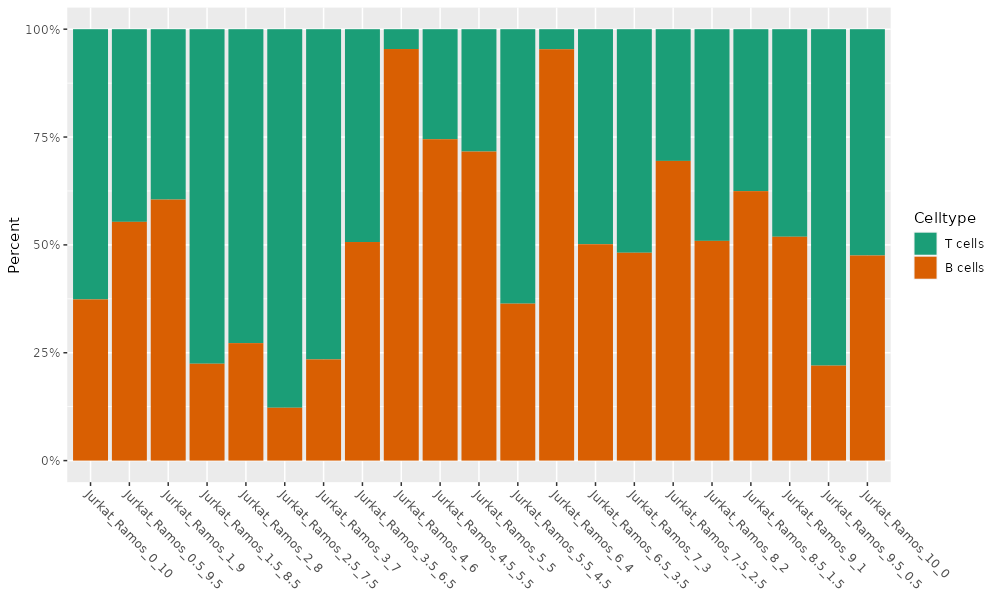 100%
75%
50%
25%
0%
Percent
Jurkat_Ramos_0_10
Jurkat_Ramos_0.5_9.5
Jurkat_Ramos_1_9
Jurkat_Ramos_1.5_8.5
Jurkat_Ramos_2_8
Jurkat_Ramos_2.5_7.5
Jurkat_Ramos_3_7
Jurkat_Ramos_3.5_6.5
Jurkat_Ramos_4_6
Jurkat_Ramos_4.5_5.5
Jurkat_Ramos_5_5
Jurkat_Ramos_5.5_4.5
Jurkat_Ramos_6_4
Jurkat_Ramos_6.5_3.5
Jurkat_Ramos_7_3
Jurkat_Ramos_7.5_2.5
Jurkat_Ramos_8_2
Jurkat_Ramos_8.5_1.5
Jurkat_Ramos_9_1
Jurkat_Ramos_9.5_0.5
Jurkat_Ramos_10_0
Celltype
T cells
B cells